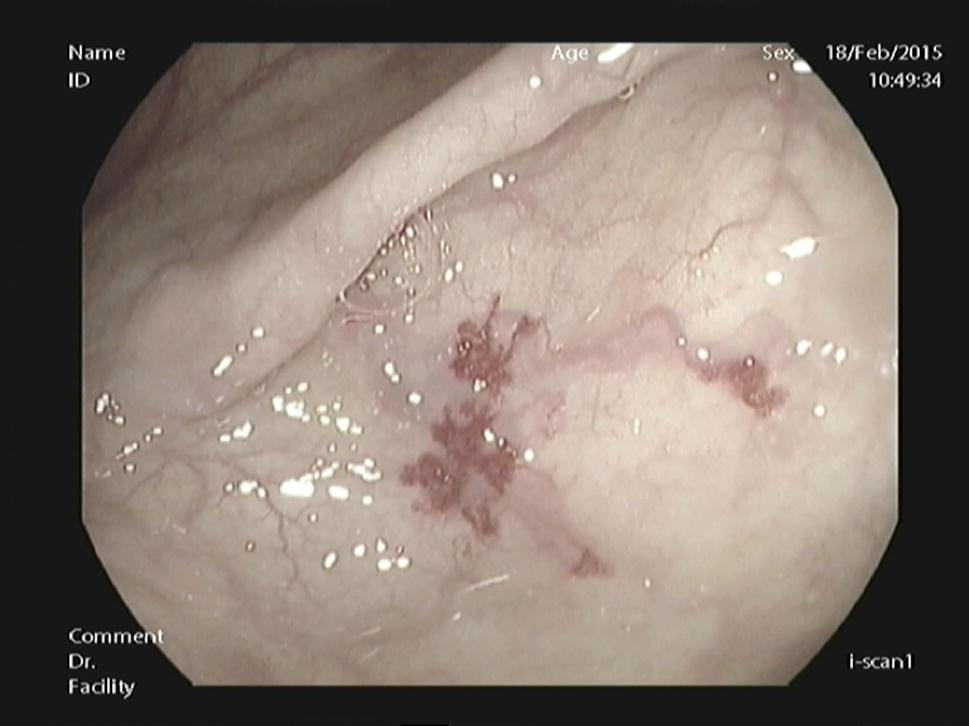 Name Age Sex 18/Feb/2015
ID 10:49:34
Comment
Dr. i-scan1
Facility